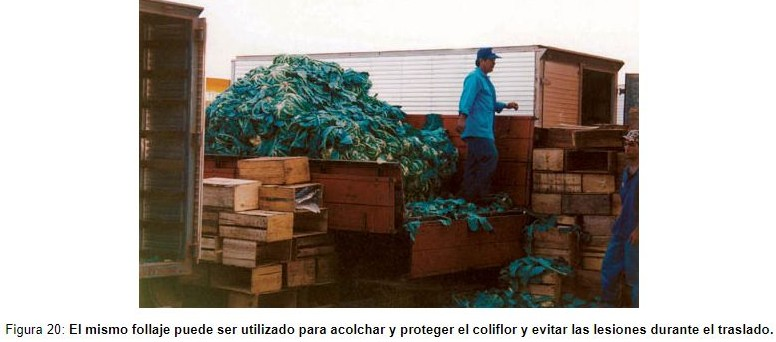 Figura 20: El mismo follaje puede ser utilizado para acolchar y proteger el coliflor y evitar las lesiones durante el traslado.